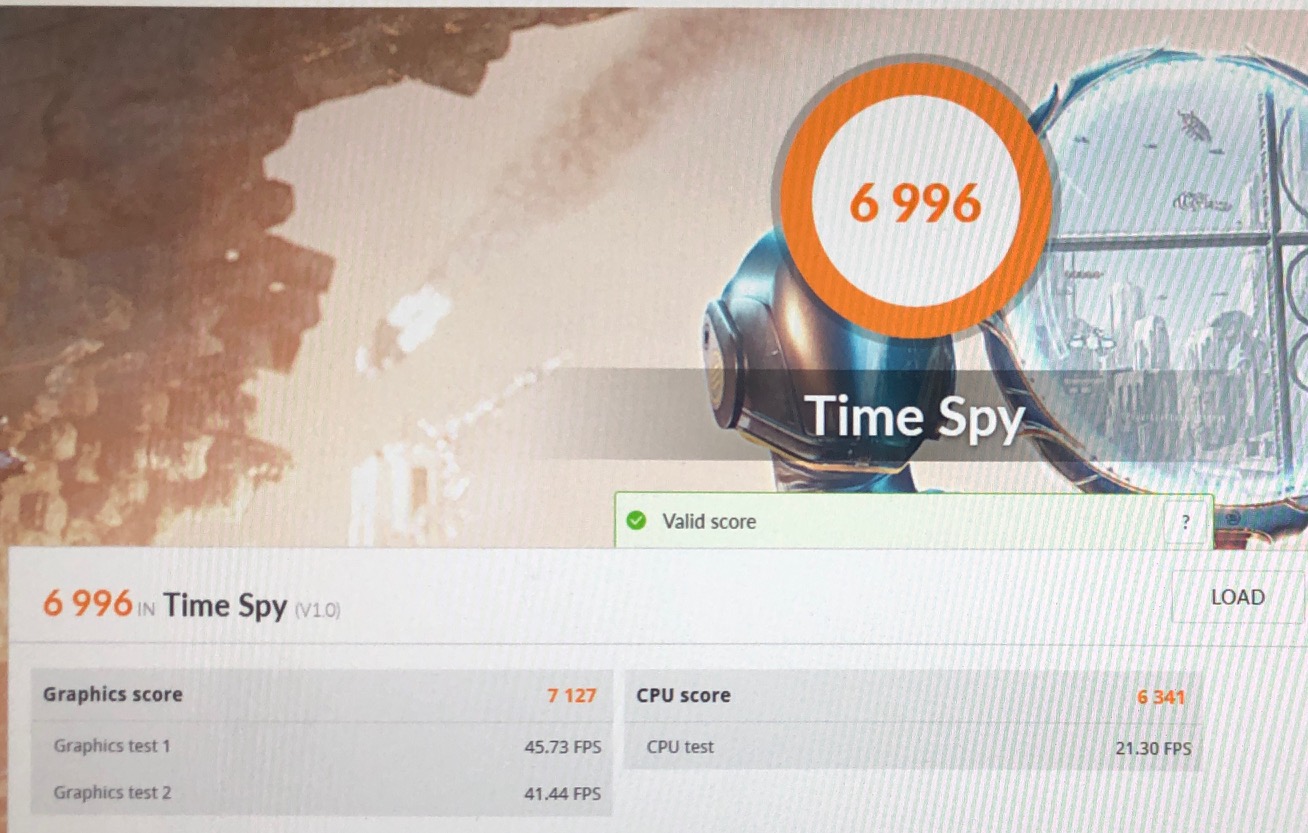 6 996
Time Spy
Valid score ?
6 996 IN Time Spy (V1.0)
LOAD
Graphics score 7 127
Graphics test 1 45.73 FPS
Graphics test 2 41.44 FPS
CPU score 6 341
CPU test 21.30 FPS